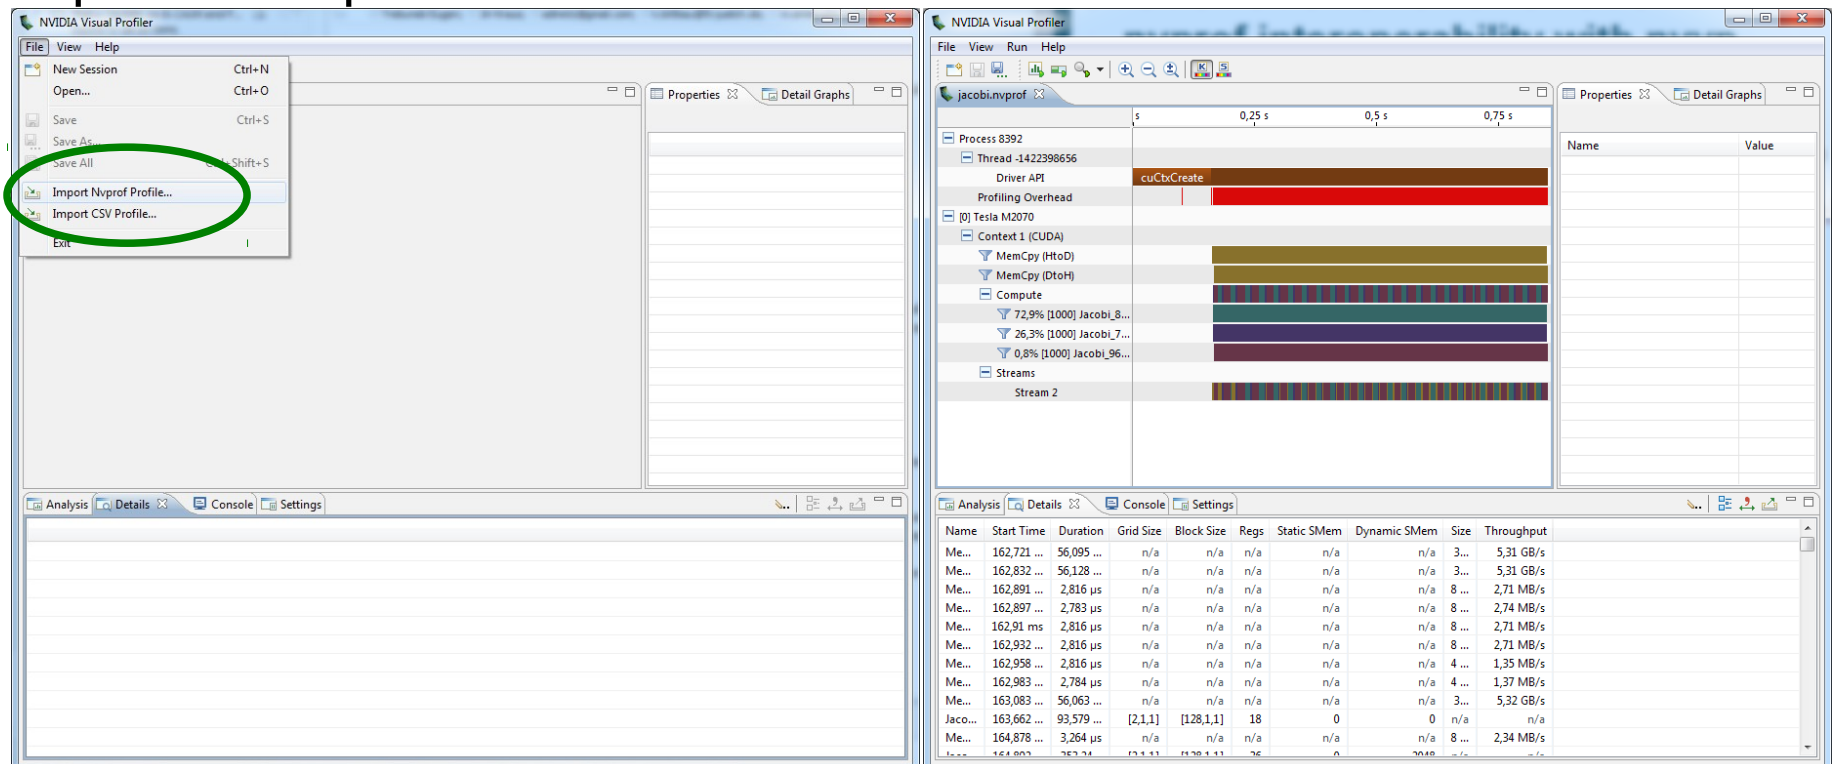 NVIDIA Visual Profiler
File View Help
New Session Ctrl+N
Open... Ctrl+O
Save Ctrl+S
Save As...
Save All Ctrl+Shift+S
Import Nvprof Profile...
Import CSV Profile...
Exit
Properties Detail Graphs
Analysis Details Console Settings
NVIDIA Visual Profiler
File View Run Help
jacobi.nvprof
Properties Detail Graphs
s 0,25 s 0,5 s 0,75 s
Name Value
Process 8392
Thread -1422398656
Driver API cuCtxCreate
Profiling Overhead
[0] Tesla M2070
Context 1 (CUDA)
MemCpy (HtoD)
MemCpy (DtoH)
Compute
72,9% [1000] Jacobi_8...
26,3% [1000] Jacobi_7...
0,8% [1000] Jacobi_96...
Streams
Stream 2
Analysis Details Console Settings
Name Start Time Duration Grid Size Block Size Regs Static SMem Dynamic SMem Size Throughput
Me... 162,721 ... 56,095 ... n/a n/a n/a n/a n/a 3... 5,31 GB/s
Me... 162,832 ... 56,128 ... n/a n/a n/a n/a n/a 3... 5,31 GB/s
Me... 162,891 ... 2,816 µs n/a n/a n/a n/a n/a 8 ... 2,71 MB/s
Me... 162,897 ... 2,783 µs n/a n/a n/a n/a n/a 8 ... 2,74 MB/s
Me... 162,91 ms 2,816 µs n/a n/a n/a n/a n/a 8 ... 2,71 MB/s
Me... 162,932 ... 2,816 µs n/a n/a n/a n/a n/a 8 ... 2,71 MB/s
Me... 162,958 ... 2,816 µs n/a n/a n/a n/a n/a 4 ... 1,35 MB/s
Me... 162,983 ... 2,784 µs n/a n/a n/a n/a n/a 4 ... 1,37 MB/s
Me... 163,083 ... 56,063 ... n/a n/a n/a n/a n/a 3... 5,32 GB/s
Jaco... 163,662 ... 93,579 ... [2,1,1] [128,1,1] 18 0 0 n/a n/a
Me... 164,878 ... 3,264 µs n/a n/a n/a n/a n/a 8 ... 2,34 MB/s